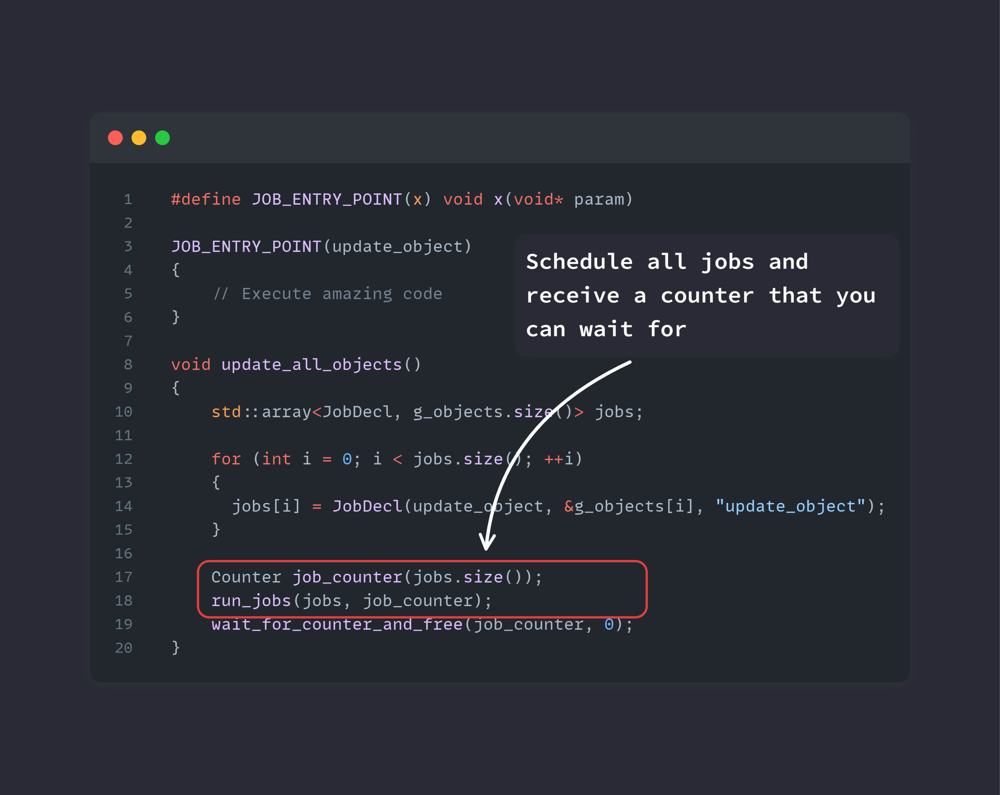 1 #define JOB_ENTRY_POINT(x) void x(void* param)
2
3 JOB_ENTRY_POINT(update_object)
4 {
5 // Execute amazing code
6 }
7
8 void update_all_objects()
9 {
10 std::array<JobDecl, g_objects.size()> jobs;
11
12 for (int i = 0; i < jobs.size(); ++i)
13 {
14 jobs[i] = JobDecl(update_object, &g_objects[i], "update_object");
15 }
16
17 Counter job_counter(jobs.size());
18 run_jobs(jobs, job_counter);
19 wait_for_counter_and_free(job_counter, 0);
20 }
Schedule all jobs and
receive a counter that you
can wait for